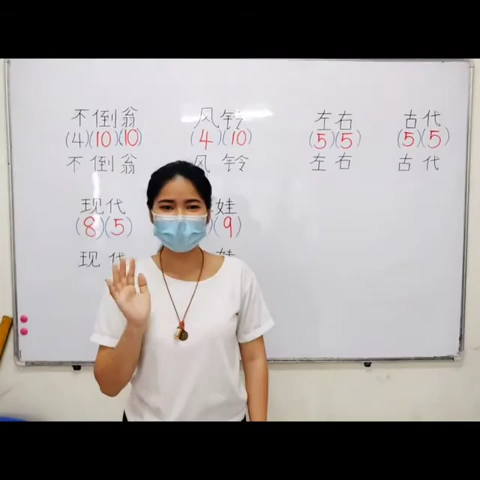 不倒翁 风铃 左右 古代
(4)(10)(10) (4)(10) (5)(5) (5)(5)
不倒翁 风铃 左右 古代
现代 娃
(8)(5) )(9)
现代 娃